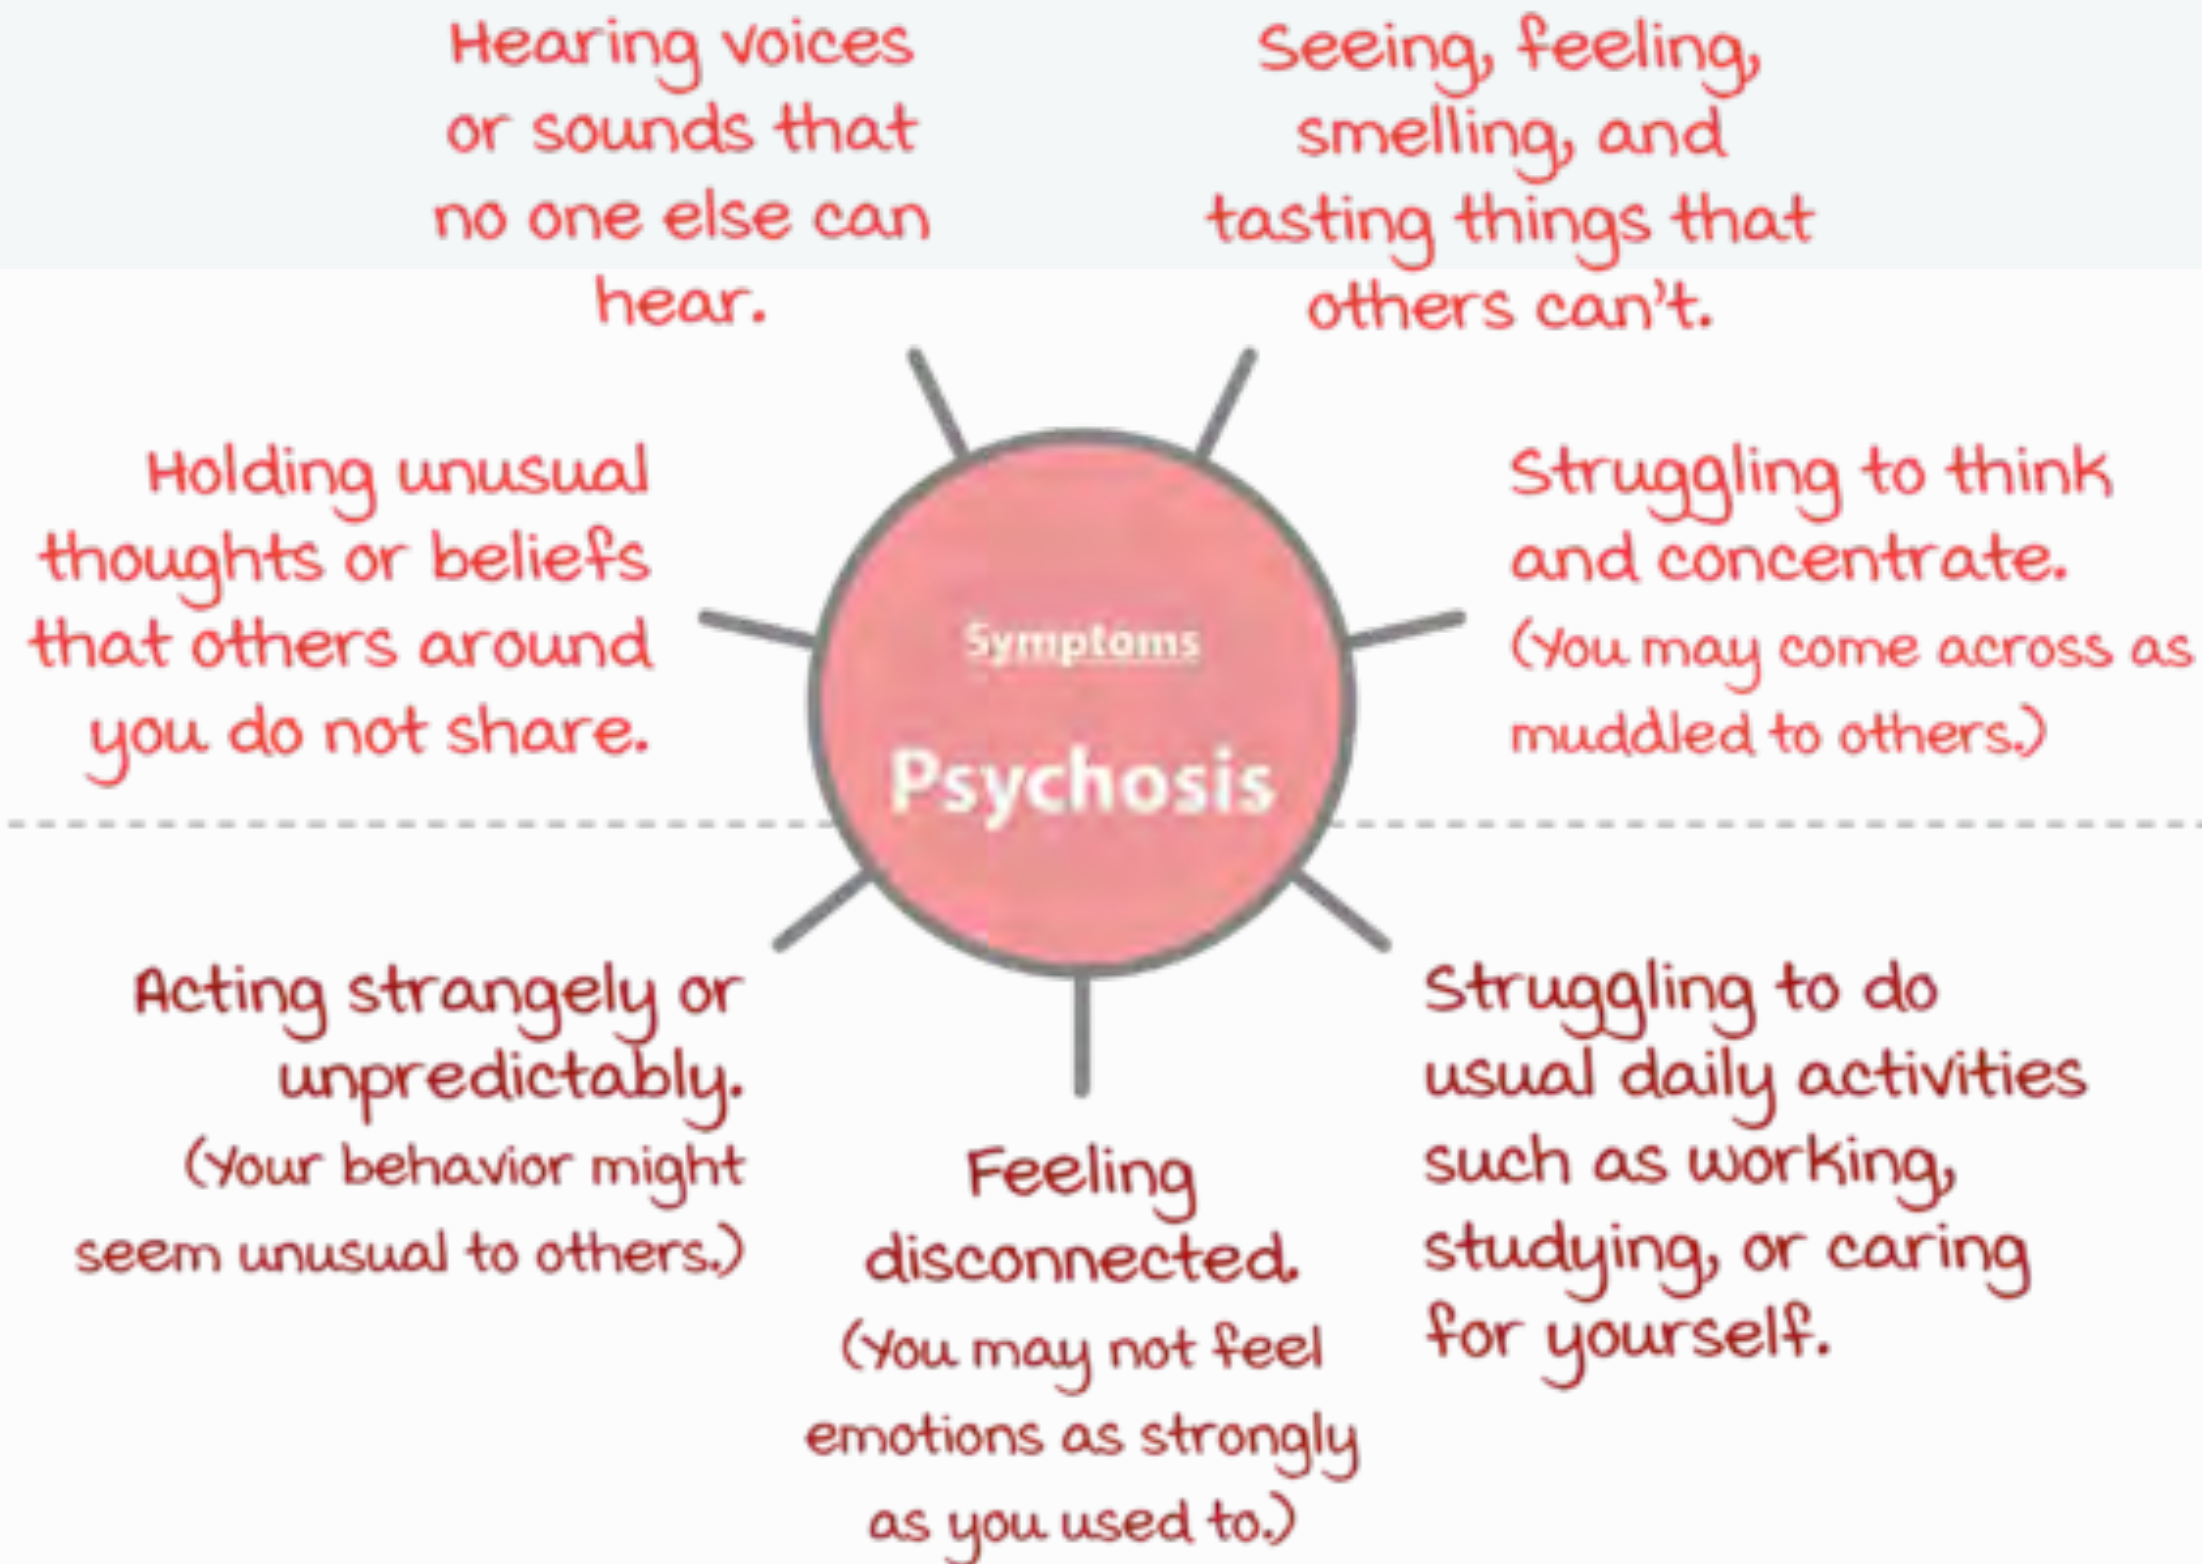 Hearing voices
or sounds that
no one else can
hear.
Seeing, feeling,
smelling, and
tasting things that
others can't.
Holding unusual
thoughts or beliefs
that others around
you do not share.
Symptoms
Psychosis
Struggling to think
and concentrate.
(You may come across as
muddled to others.)
Acting strangely or
unpredictably.
(Your behavior might
seem unusual to others.)
Feeling
disconnected.
(You may not feel
emotions as strongly
as you used to.)
Struggling to do
usual daily activities
such as working,
studying, or caring
for yourself.